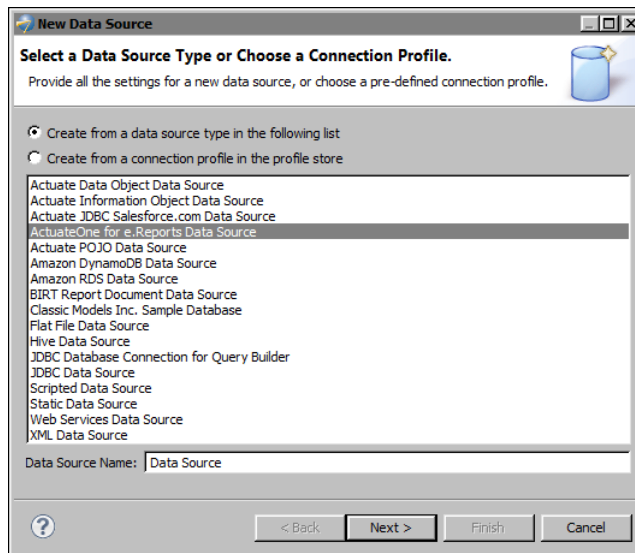 New Data Source
Select a Data Source Type or Choose a Connection Profile.
Provide all the settings for a new data source, or choose a pre-defined connection profile.
Create from a data source type in the following list
Create from a connection profile in the profile store
Actuate Data Object Data Source
Actuate Information Object Data Source
Actuate JDBC Salesforce.com Data Source
ActuateOne for e.Reports Data Source
Actuate POJO Data Source
Amazon DynamoDB Data Source
Amazon RDS Data Source
BIRT Report Document Data Source
Classic Models Inc. Sample Database
Flat File Data Source
Hive Data Source
JDBC Database Connection for Query Builder
JDBC Data Source
Scripted Data Source
Static Data Source
Web Services Data Source
XML Data Source
Data Source Name: Data Source
? < Back Next > Finish Cancel